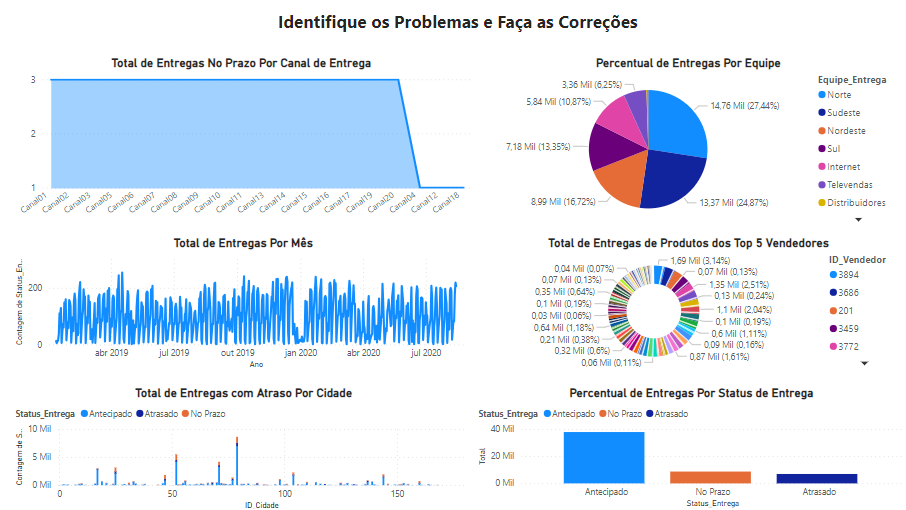 Identifique os Problemas e Faça as Correções
Total de Entregas No Prazo Por Canal de Entrega
3
2
1
Canal01
Canal02
Canal03
Canal05
Canal06
Canal07
Canal08
Canal09
Canal10
Canal11
Canal13
Canal14
Canal15
Canal16
Canal17
Canal19
Canal20
Canal04
Canal12
Canal18
Percentual de Entregas Por Equipe
3,36 Mil (6,25%)
5,84 Mil (10,87%)
7,18 Mil (13,35%)
8,99 Mil (16,72%)
14,76 Mil (27,44%)
13,37 Mil (24,87%)
Equipe_Entrega
Norte
Sudeste
Nordeste
Sul
Internet
Televendas
Distribuidores
Total de Entregas Por Mês
Contagem de Status_En...
200
0
abr 2019
jul 2019
out 2019
jan 2020
abr 2020
jul 2020
Ano
Total de Entregas de Produtos dos Top 5 Vendedores
0,04 Mil (0,07%)
0,07 Mil (0,13%)
0,35 Mil (0,64%)
0,1 Mil (0,19%)
0,03 Mil (0,06%)
0,64 Mil (1,18%)
0,21 Mil (0,38%)
0,32 Mil (0,6%)
0,06 Mil (0,11%)
1,69 Mil (3,14%)
0,07 Mil (0,13%)
1,35 Mil (2,51%)
0,13 Mil (0,24%)
1,1 Mil (2,04%)
0,1 Mil (0,19%)
0,6 Mil (1,11%)
0,09 Mil (0,16%)
0,87 Mil (1,61%)
ID_Vendedor
3894
3686
201
3459
3772
Total de Entregas com Atraso Por Cidade
Status_Entrega Antecipado Atrasado No Prazo
Contagem de S...
10 Mil
5 Mil
0 Mil
0
50
100
150
ID_Cidade
Percentual de Entregas Por Status de Entrega
Status_Entrega Antecipado No Prazo Atrasado
Total
40 Mil
20 Mil
0 Mil
Antecipado
No Prazo
Atrasado
Status_Entrega